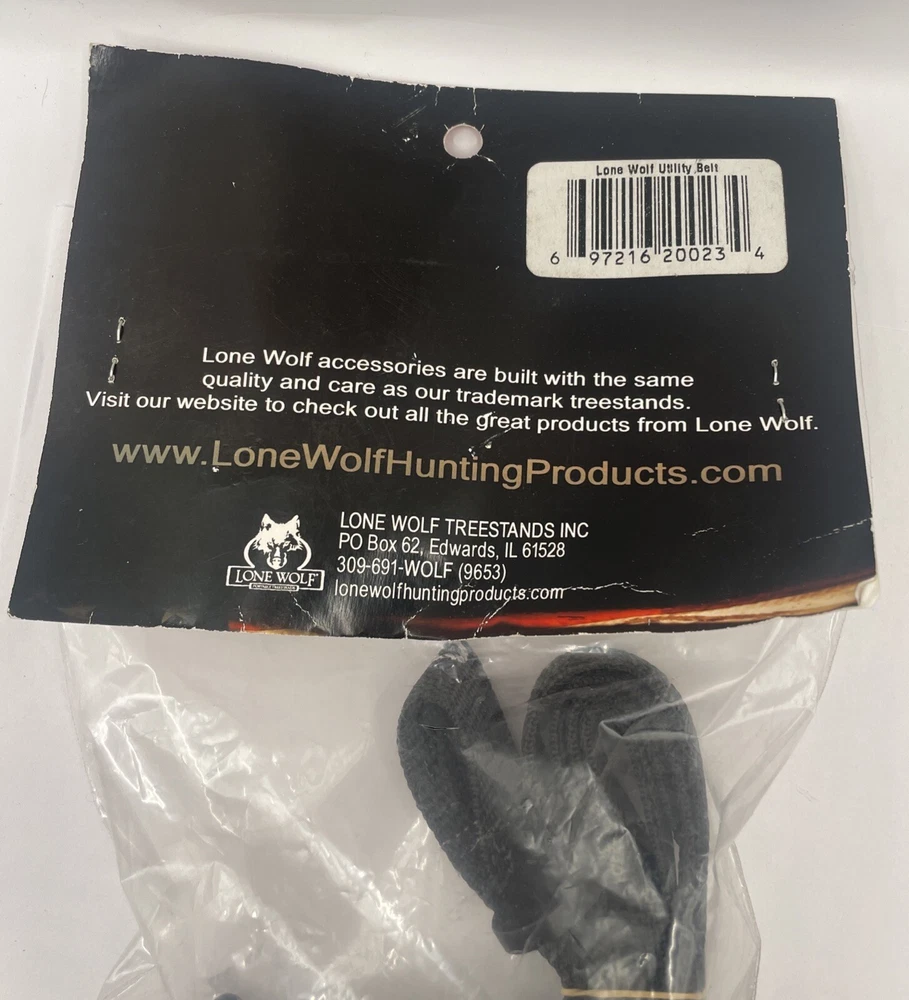 Lone Wolf Utility Belt
6 97216 20023 4
Lone Wolf accessories are built with the same
quality and care as our trademark treestands.
Visit our website to check out all the great products from Lone Wolf.
www.LoneWolfHuntingProducts.com
LONE WOLF TREESTANDS INC
PO Box 62, Edwards, IL 61528
309-691-WOLF (9653)
lonewolfhuntingproducts.com
LONE WOLF